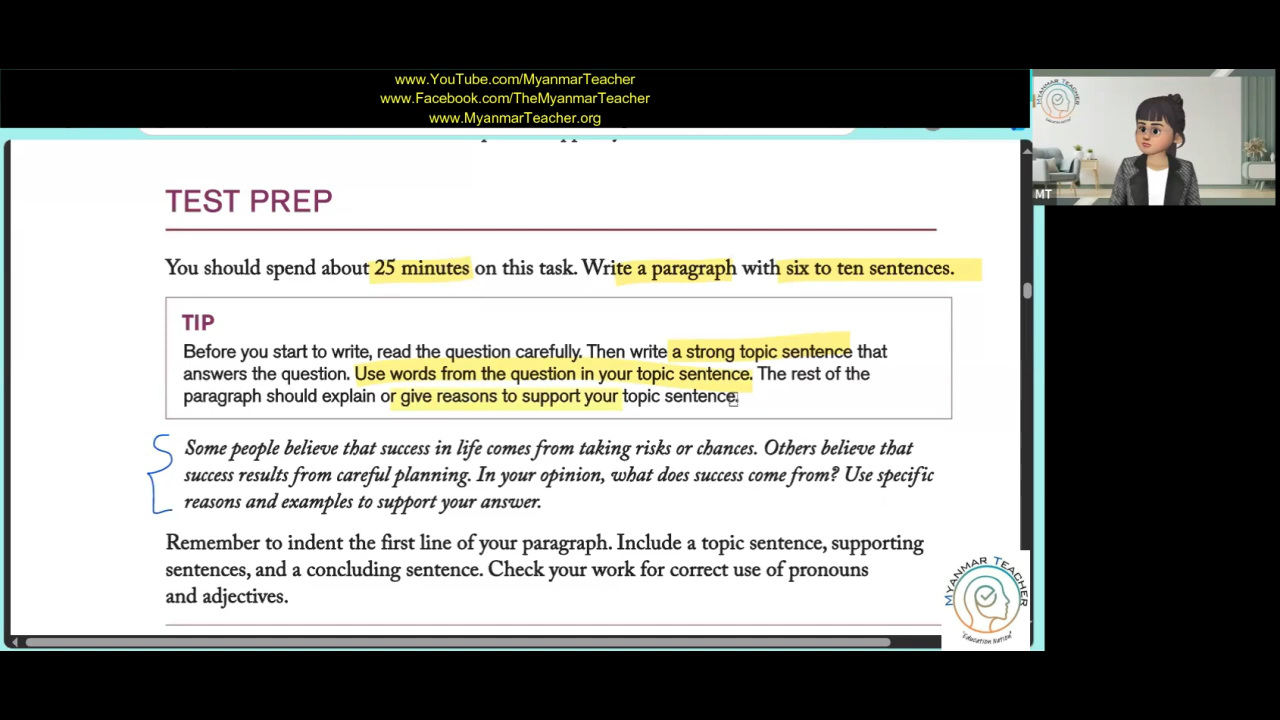 www.YouTube.com/MyanmarTeacher
www.Facebook.com/TheMyanmarTeacher
www.MyanmarTeacher.org
MYANMAR TEACHER
MT
TEST PREP
You should spend about 25 minutes on this task. Write a paragraph with six to ten sentences.
TIP
Before you start to write, read the question carefully. Then write a strong topic sentence that
answers the question. Use words from the question in your topic sentence. The rest of the
paragraph should explain or give reasons to support your topic sentence.
Some people believe that success in life comes from taking risks or chances. Others believe that
success results from careful planning. In your opinion, what does success come from? Use specific
reasons and examples to support your answer.
Remember to indent the first line of your paragraph. Include a topic sentence, supporting
sentences, and a concluding sentence. Check your work for correct use of pronouns
and adjectives.
MYANMAR TEACHER
"Education Nation"